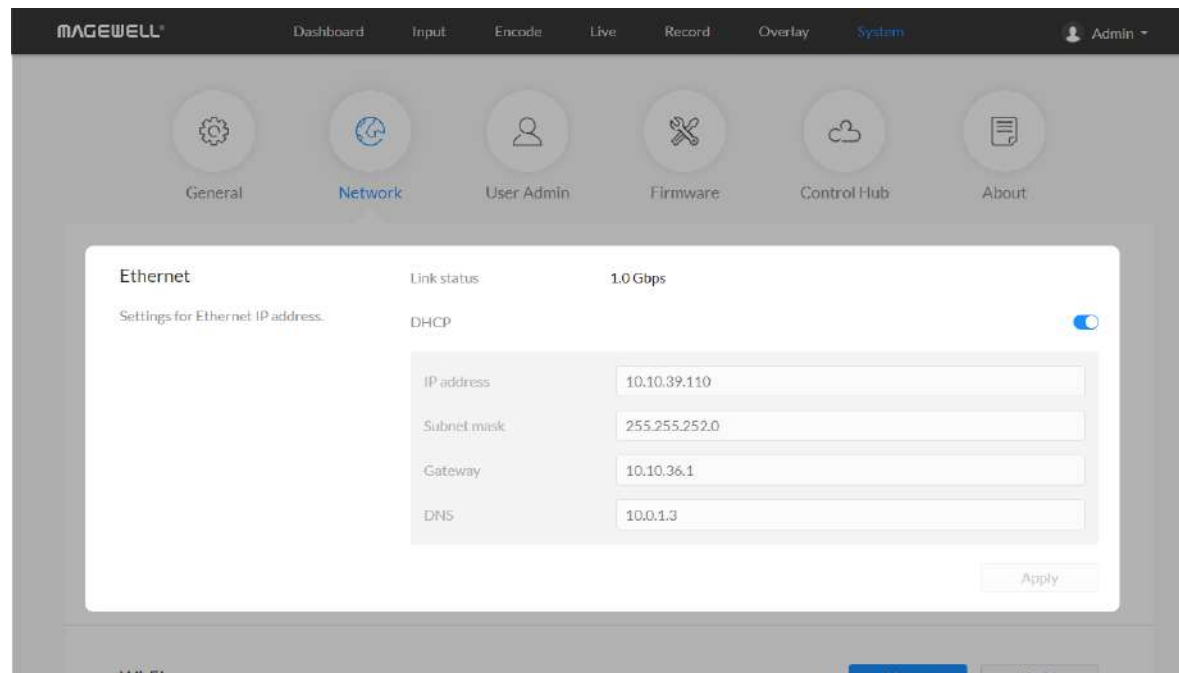 MAGEWELL® Dashboard Input Encode Live Record Overlay System Admin
General Network User Admin Firmware Control Hub About
Ethernet Link status 1.0 Gbps
Settings for Ethernet IP address. DHCP
IP address 10.10.39.110
Subnet mask 255.255.252.0
Gateway 10.10.36.1
DNS 10.0.1.3
Apply